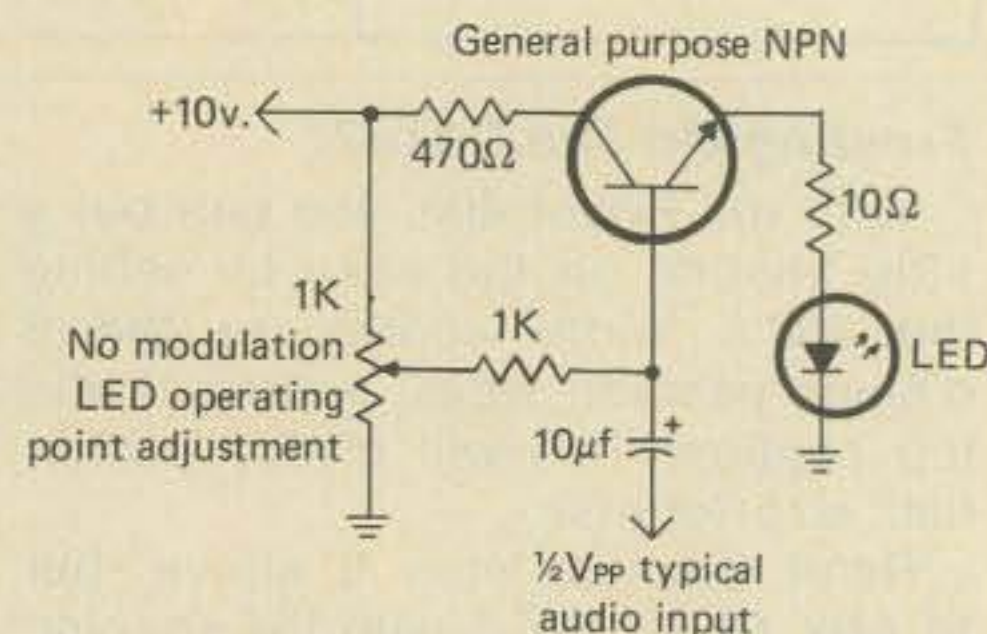 General purpose NPN
+10v.
470Ω
10Ω
1K
1K
No modulation
LED operating
point adjustment
LED
+
10μf
½VPP typical
audio input